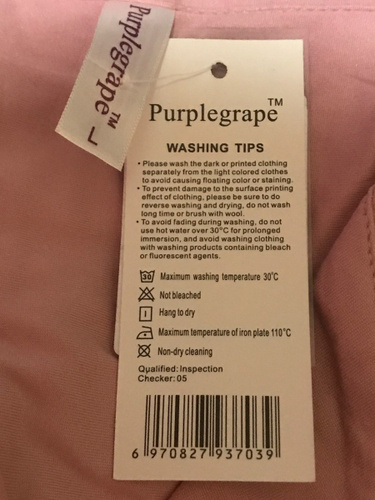 Purplegrape™ L
Purplegrape™
WASHING TIPS
• Please wash the dark or printed clothing
separately from the light colored clothes
to avoid causing floating color or staining.
• To prevent damage to the surface printing
effect of clothing, please be sure to do
reverse washing and drying, do not wash
long time or brush with wool.
• To avoid fading during washing, do not
use hot water over 30°C for prolonged
immersion, and avoid washing clothing
with washing products containing bleach
or fluorescent agents.
30 Maximum washing temperature 30°C
Not bleached
Hang to dry
Maximum temperature of iron plate 110°C
Non-dry cleaning
Qualified: Inspection
Checker: 05
6 970827 937039